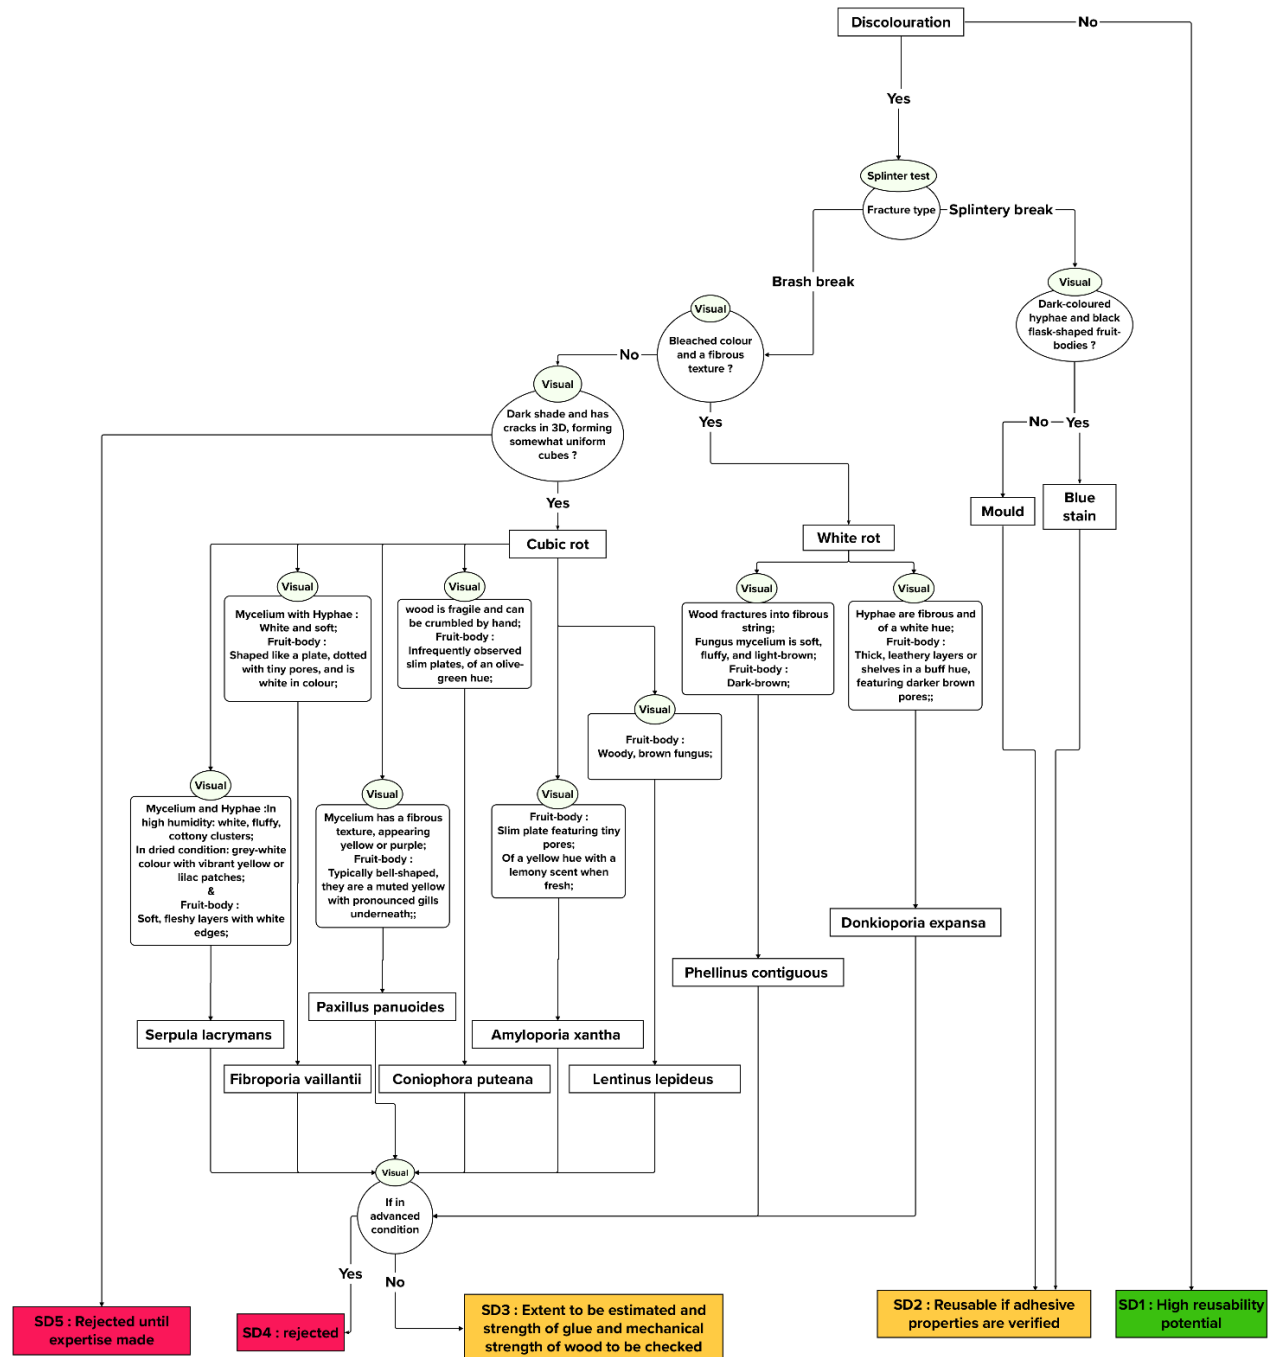 Discolouration
No
Yes
Splinter test
Fracture type
Splintery break
Brash break
Visual
Dark-coloured
hyphae and black
flask-shaped fruit-
bodies ?
Visual
Bleached colour
and a fibrous
texture ?
No
Visual
Dark shade and has
cracks in 3D, forming
somewhat uniform
cubes ?
Yes
No
Yes
Yes
Mould
Blue
stain
Cubic rot
White rot
Visual
Mycelium with Hyphae :
White and soft;
Fruit-body :
Shaped like a plate, dotted
with tiny pores, and is
white in colour;
Visual
wood is fragile and can
be crumbled by hand;
Fruit-body :
Infrequently observed
slim plates, of an olive-
green hue;
Visual
Wood fractures into fibrous
string;
Fungus mycelium is soft,
fluffy, and light-brown;
Fruit-body :
Dark-brown;
Visual
Hyphae are fibrous and
of a white hue;
Fruit-body :
Thick, leathery layers or
shelves in a buff hue,
featuring darker brown
pores;;
Visual
Fruit-body :
Woody, brown fungus;
Visual
Mycelium and Hyphae :In
high humidity: white, fluffy,
cottony clusters;
In dried condition: grey-white
colour with vibrant yellow or
lilac patches;
&
Fruit-body :
Soft, fleshy layers with white
edges;
Visual
Mycelium has a fibrous
texture, appearing
yellow or purple;
Fruit-body :
Typically bell-shaped,
they are a muted yellow
with pronounced gills
underneath;;
Visual
Fruit-body :
Slim plate featuring tiny
pores;
Of a yellow hue with a
lemony scent when
fresh;
Donkioporia expansa
Phellinus contiguous
Paxillus panuoides
Serpula lacrymans
Amyloporia xantha
Fibroporia vaillantii
Coniophora puteana
Lentinus lepideus
Visual
If in
advanced
condition
Yes
No
SD5 : Rejected until
expertise made
SD4 : rejected
SD3 : Extent to be estimated and
strength of glue and mechanical
strength of wood to be checked
SD2 : Reusable if adhesive
properties are verified
SD1 : High reusability
potential